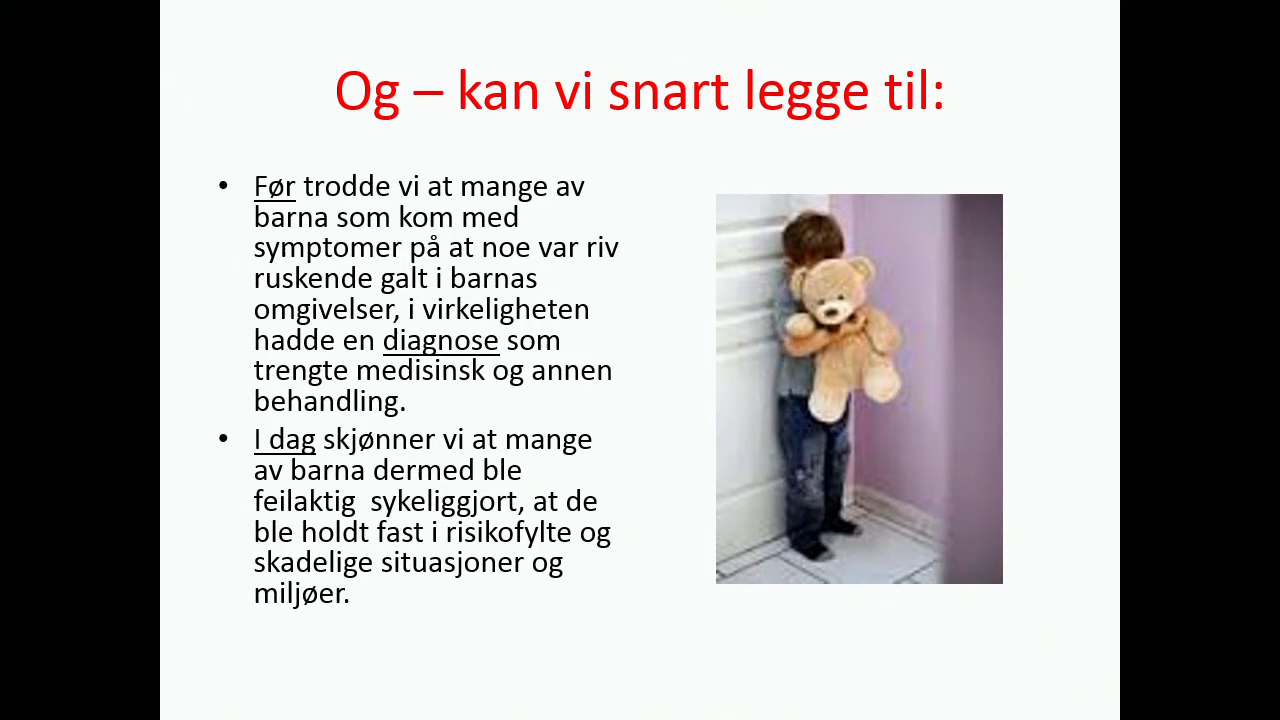 Og – kan vi snart legge til:
• Før trodde vi at mange av
barna som kom med
symptomer på at noe var riv
ruskende galt i barnas
omgivelser, i virkeligheten
hadde en diagnose som
trengte medisinsk og annen
behandling.
• I dag skjønner vi at mange
av barna dermed ble
feilaktig  sykeliggjort, at de
ble holdt fast i risikofylte og
skadelige situasjoner og
miljøer.